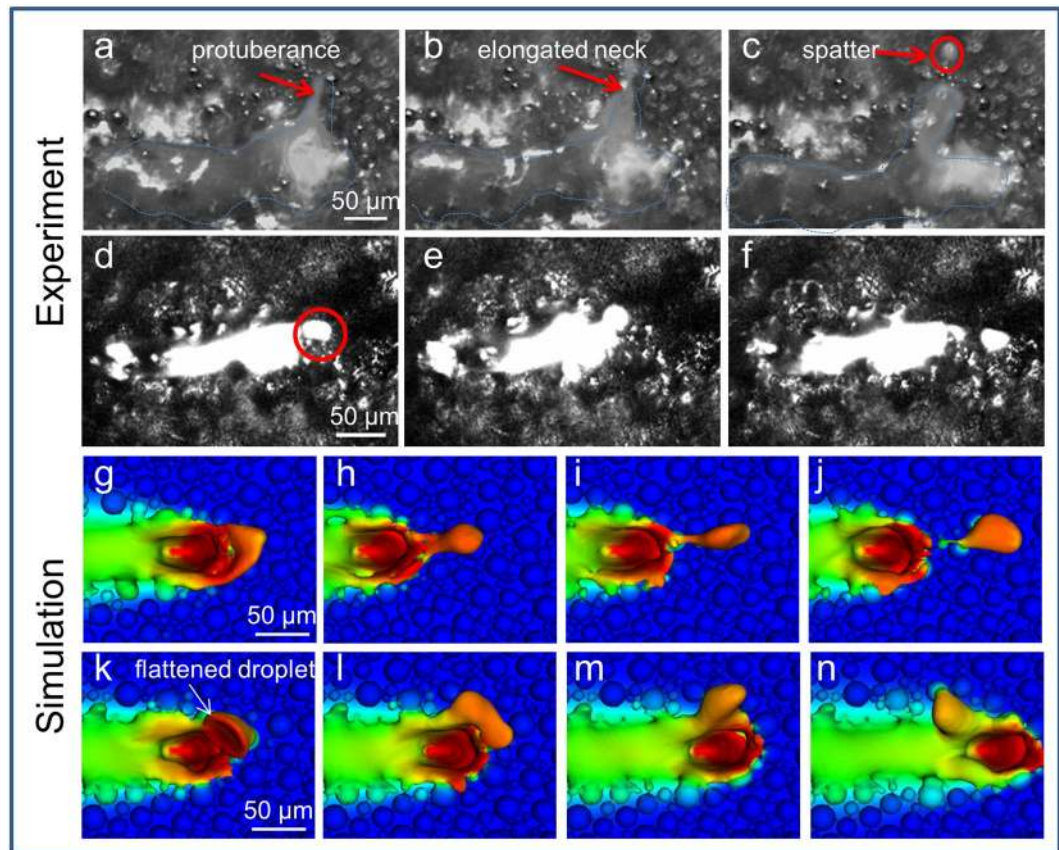 Experiment
a
protuberance
50 µm
b
elongated neck
c
spatter
d
50 µm
e
f
Simulation
g
50 µm
h
i
j
k
flattened droplet
50 µm
l
m
n